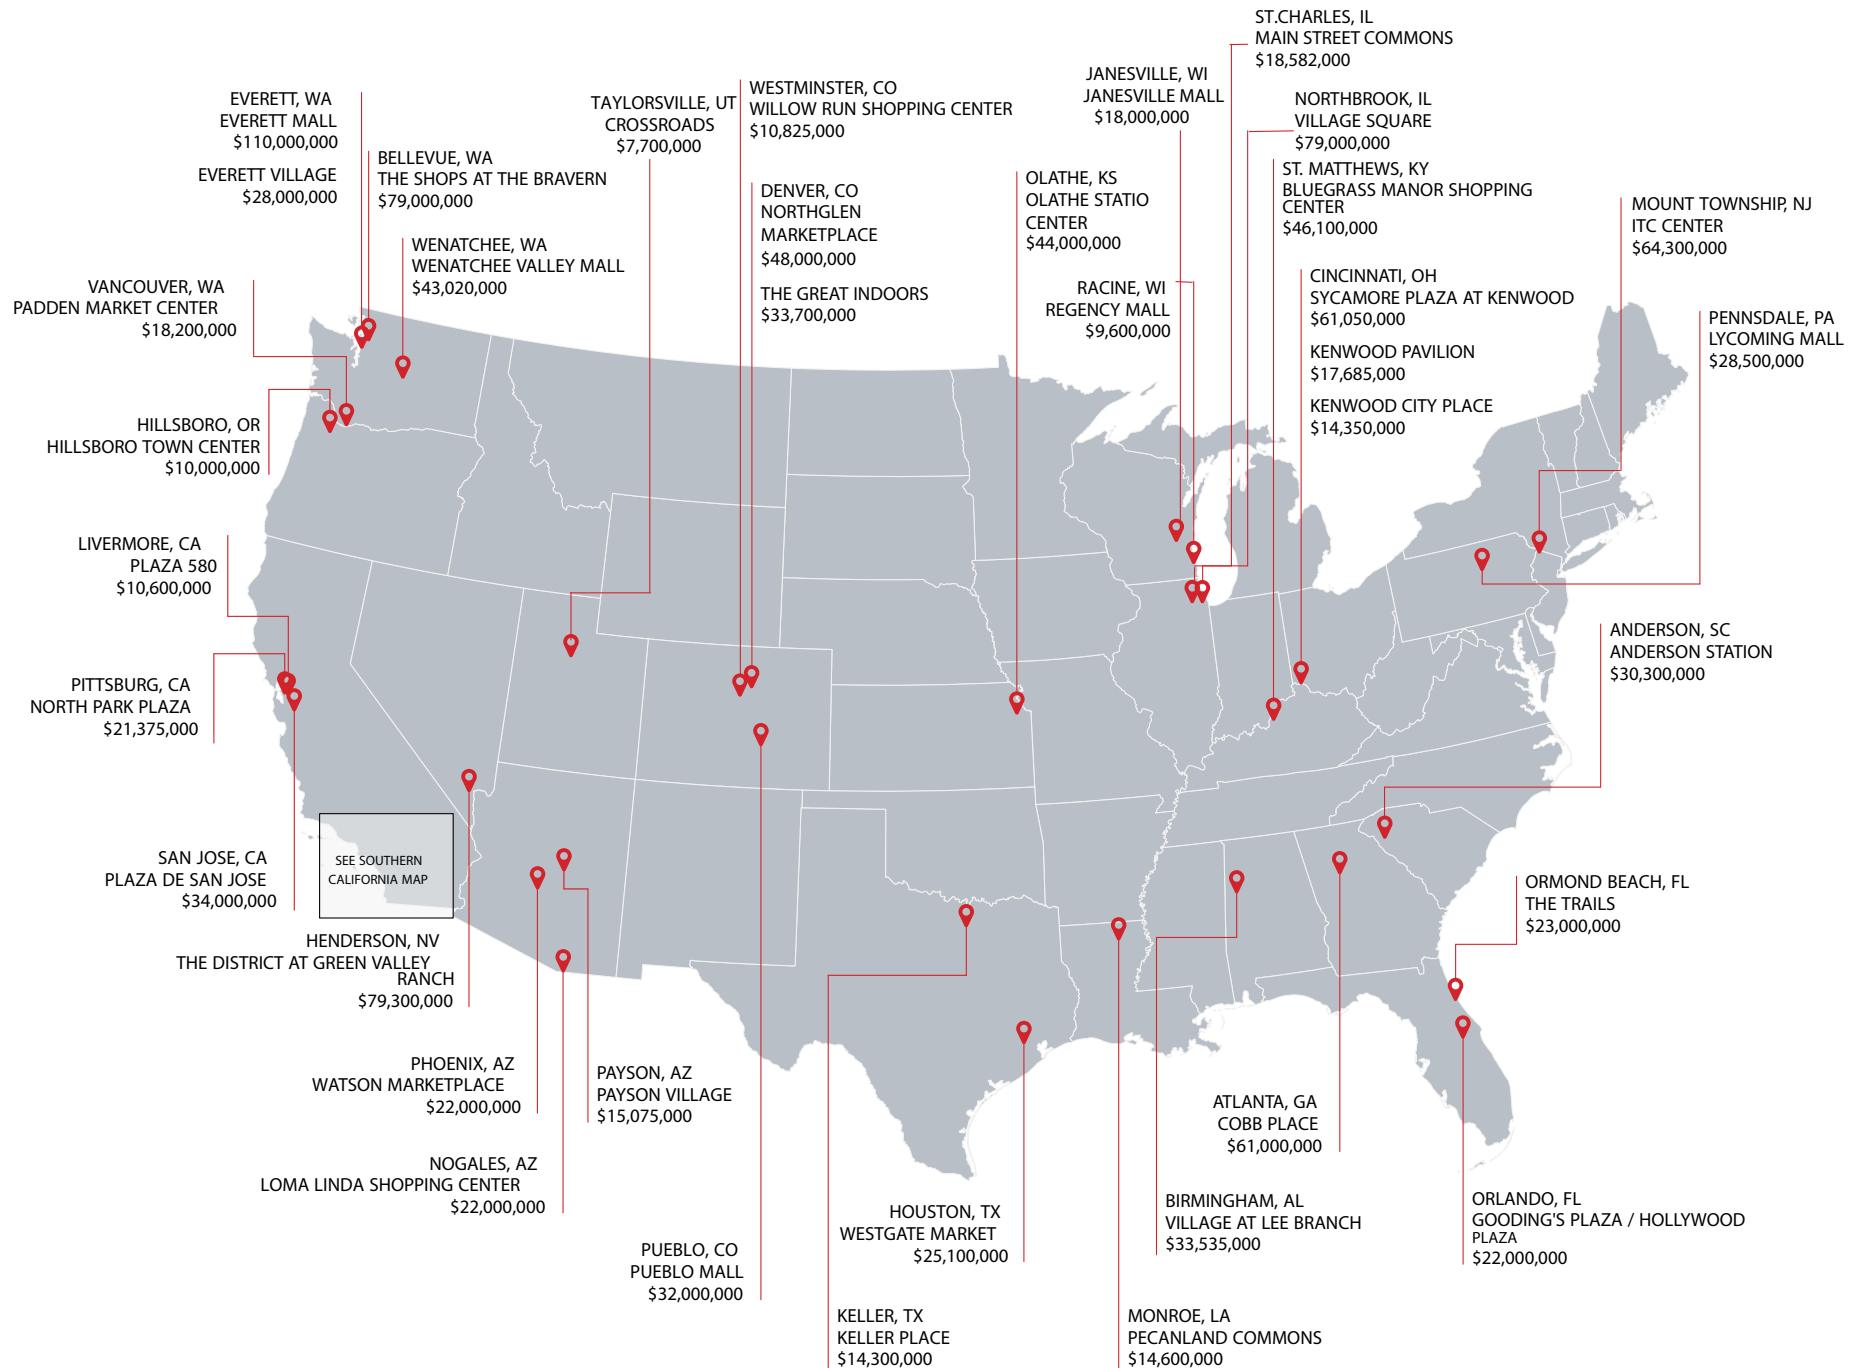 ST.CHARLES, IL
MAIN STREET COMMONS
$18,582,000
JANESVILLE, WI
JANESVILLE MALL
$18,000,000
NORTHBROOK, IL
VILLAGE SQUARE
$79,000,000
EVERETT, WA
EVERETT MALL
$110,000,000
EVERETT VILLAGE
$28,000,000
TAYLORSVILLE, UT
CROSSROADS
$7,700,000
WESTMINSTER, CO
WILLOW RUN SHOPPING CENTER
$10,825,000
BELLEVUE, WA
THE SHOPS AT THE BRAVERN
$79,000,000
DENVER, CO
NORTHGLEN
MARKETPLACE
$48,000,000
THE GREAT INDOORS
$33,700,000
OLATHE, KS
OLATHE STATIO
CENTER
$44,000,000
ST. MATTHEWS, KY
BLUEGRASS MANOR SHOPPING
CENTER
$46,100,000
MOUNT TOWNSHIP, NJ
ITC CENTER
$64,300,000
WENATCHEE, WA
WENATCHEE VALLEY MALL
$43,020,000
VANCOUVER, WA
PADDEN MARKET CENTER
$18,200,000
RACINE, WI
REGENCY MALL
$9,600,000
CINCINNATI, OH
SYCAMORE PLAZA AT KENWOOD
$61,050,000
KENWOOD PAVILION
$17,685,000
KENWOOD CITY PLACE
$14,350,000
PENNSDALE, PA
LYCOMING MALL
$28,500,000
HILLSBORO, OR
HILLSBORO TOWN CENTER
$10,000,000
LIVERMORE, CA
PLAZA 580
$10,600,000
ANDERSON, SC
ANDERSON STATION
$30,300,000
PITTSBURG, CA
NORTH PARK PLAZA
$21,375,000
SAN JOSE, CA
PLAZA DE SAN JOSE
$34,000,000
SEE SOUTHERN
CALIFORNIA MAP
ORMOND BEACH, FL
THE TRAILS
$23,000,000
HENDERSON, NV
THE DISTRICT AT GREEN VALLEY
RANCH
$79,300,000
PHOENIX, AZ
WATSON MARKETPLACE
$22,000,000
PAYSON, AZ
PAYSON VILLAGE
$15,075,000
ATLANTA, GA
COBB PLACE
$61,000,000
NOGALES, AZ
LOMA LINDA SHOPPING CENTER
$22,000,000
HOUSTON, TX
WESTGATE MARKET
$25,100,000
BIRMINGHAM, AL
VILLAGE AT LEE BRANCH
$33,535,000
ORLANDO, FL
GOODING'S PLAZA / HOLLYWOOD
PLAZA
$22,000,000
PUEBLO, CO
PUEBLO MALL
$32,000,000
KELLER, TX
KELLER PLACE
$14,300,000
MONROE, LA
PECANLAND COMMONS
$14,600,000